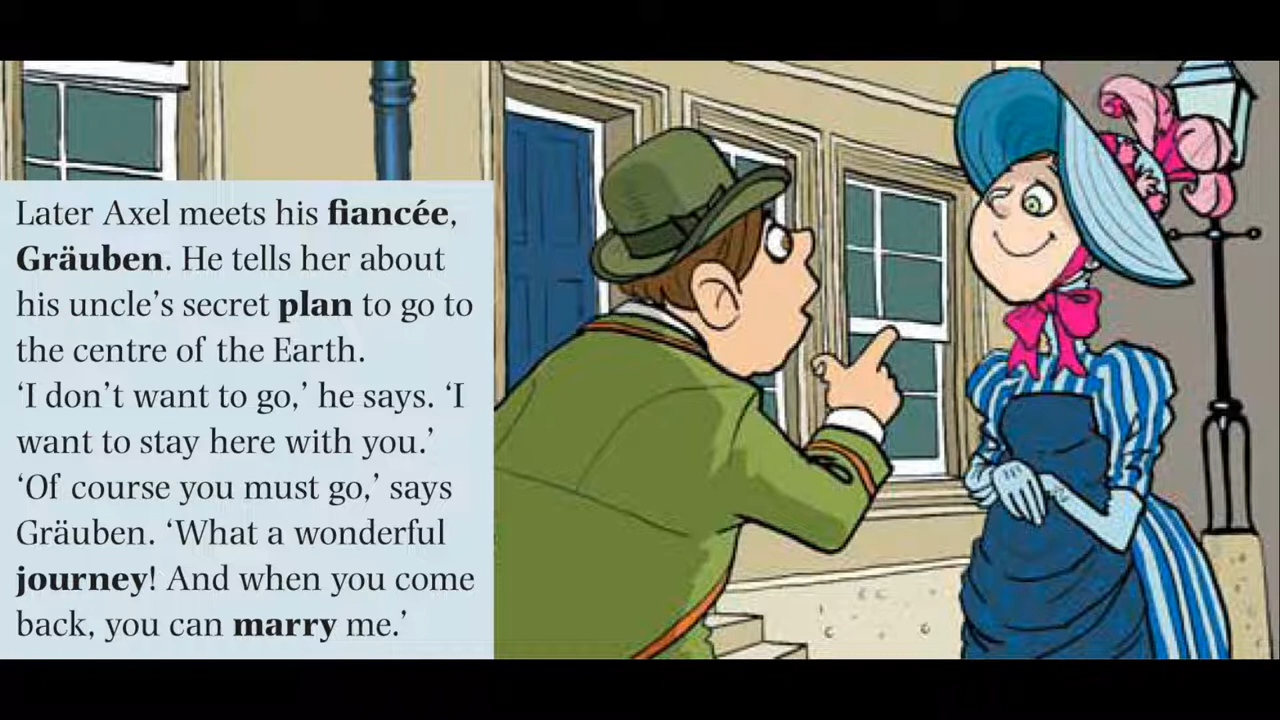 Later Axel meets his fiancée,
Gräuben. He tells her about
his uncle’s secret plan to go to
the centre of the Earth.
‘I don’t want to go,’ he says. ‘I
want to stay here with you.’
‘Of course you must go,’ says
Gräuben. ‘What a wonderful
journey! And when you come
back, you can marry me.’